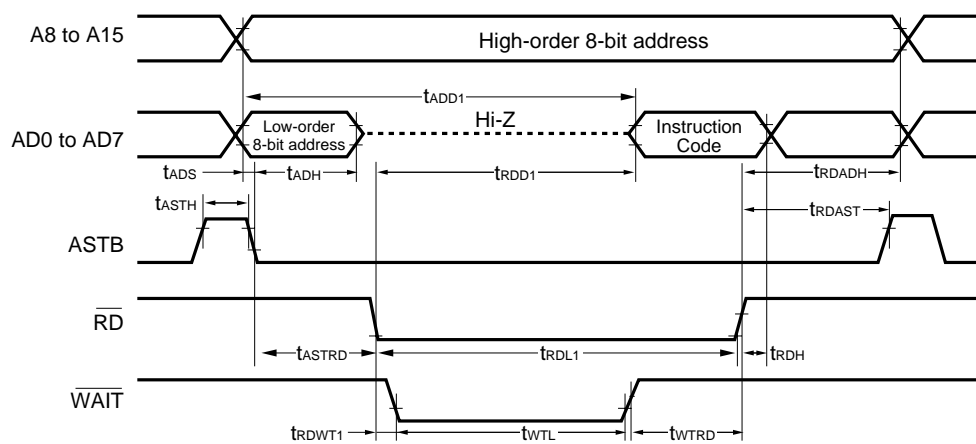 A8 to A15
High-order 8-bit address
tADD1
AD0 to AD7
Low-order
8-bit address
Hi-Z
Instruction
Code
tADS
tADH
tRDD1
tRDADH
tASTH
tRDAST
ASTB
RD
tASTRD
tRDL1
tRDH
WAIT
tRDWT1
tWTL
tWTRD